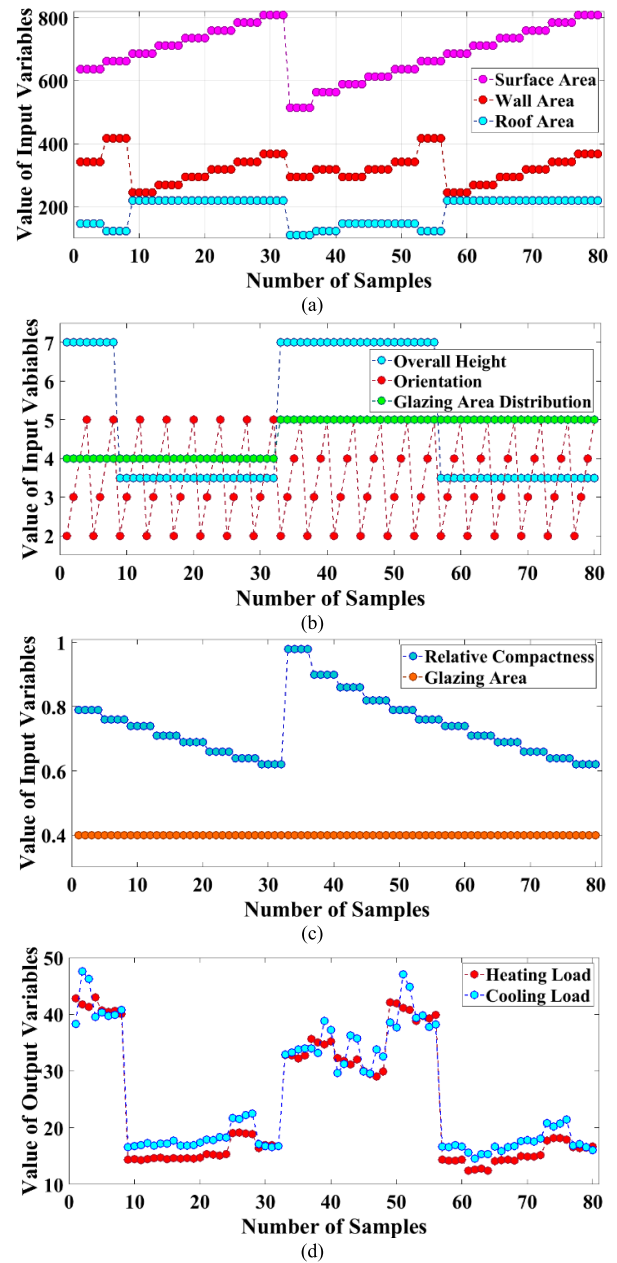 800
600
400
200
Value of Input Variables
Surface Area
Wall Area
Roof Area
0 10 20 30 40 50 60 70 80
Number of Samples
(a)
7
6
5
4
3
2
Value of Input Vabiables
Overall Height
Orientation
Glazing Area Distribution
0 10 20 30 40 50 60 70 80
Number of Samples
(b)
1
0.8
0.6
0.4
Value of Input Variables
Relative Compactness
Glazing Area
0 10 20 30 40 50 60 70 80
Number of Samples
(c)
50
40
30
20
10
Value of Output Variables
Heating Load
Cooling Load
0 10 20 30 40 50 60 70 80
Number of Samples
(d)